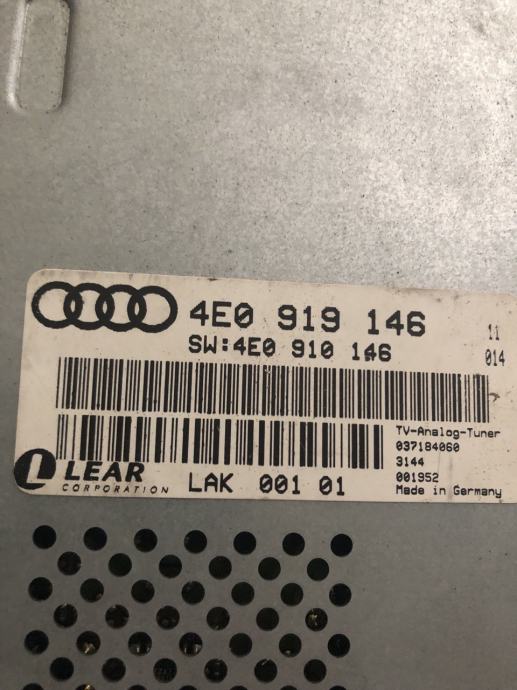 4E0 919 146
11
SW:4E0 910 146
014
TV-Analog-Tuner
037184060
3144
001952
Made in Germany
LEAR
CORPORATION
LAK 001 01